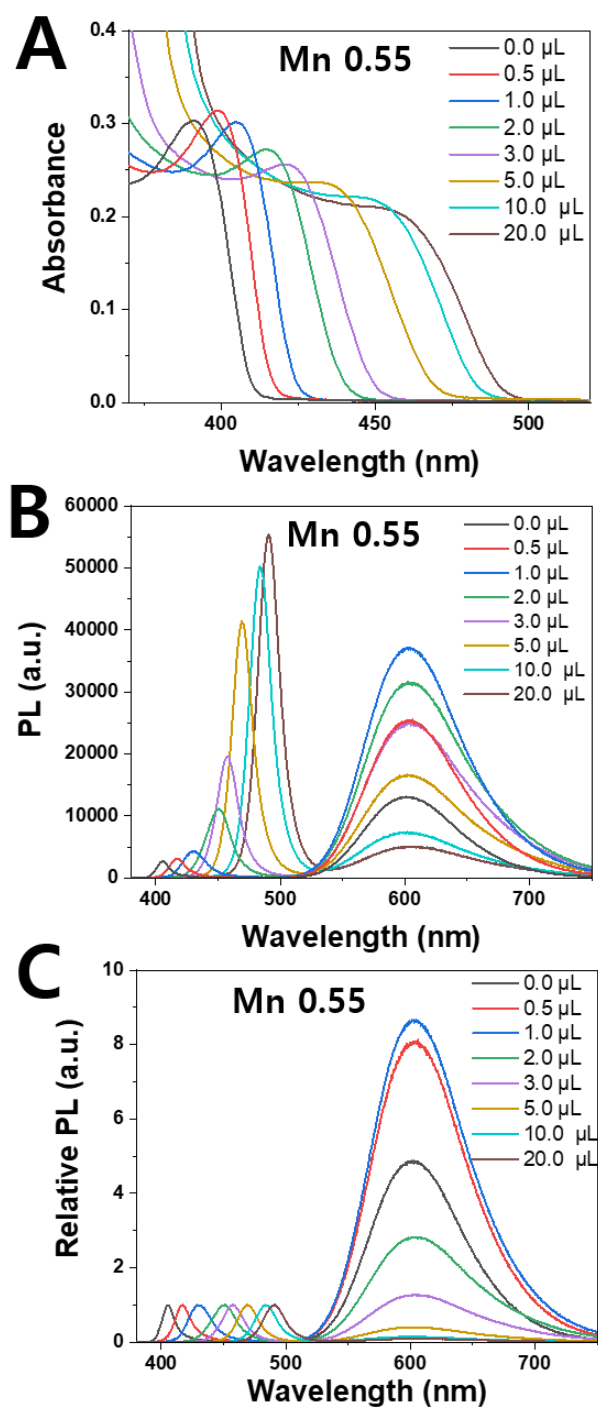 A
Mn 0.55
0.0 µL
0.5 µL
1.0 µL
2.0 µL
3.0 µL
5.0 µL
10.0 µL
20.0 µL
0.4
0.3
0.2
0.1
0.0
Absorbance
400
450
500
Wavelength (nm)
B
Mn 0.55
0.0 µL
0.5 µL
1.0 µL
2.0 µL
3.0 µL
5.0 µL
10.0 µL
20.0 µL
60000
50000
40000
30000
20000
10000
0
PL (a.u.)
400
500
600
700
Wavelength (nm)
C
Mn 0.55
0.0 µL
0.5 µL
1.0 µL
2.0 µL
3.0 µL
5.0 µL
10.0 µL
20.0 µL
10
8
6
4
2
0
Relative PL (a.u.)
400
500
600
700
Wavelength (nm)